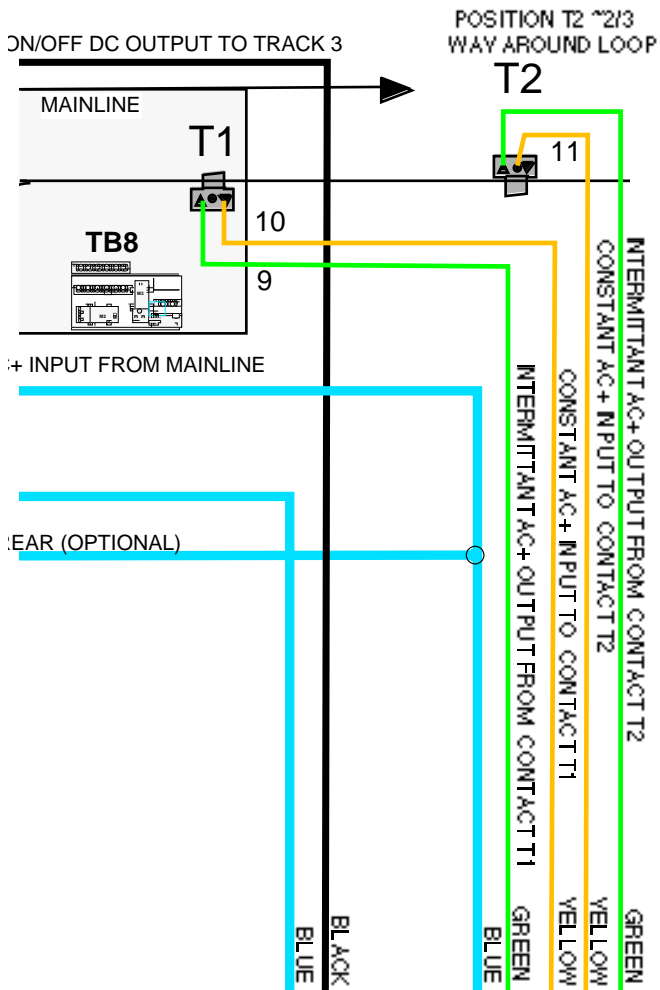 POSITION T2 ~2/3
WAY AROUND LOOP
ON/OFF DC OUTPUT TO TRACK 3
T2
MAINLINE
T1
11
10
TB8
9
+ INPUT FROM MAINLINE
REAR (OPTIONAL)
INTERMITTANT AC+ OUTPUT FROM CONTACT T1
CONSTANT AC+ INPUT TO CONTACT T1
CONSTANT AC+ INPUT TO CONTACT T2
INTERMITTANT AC+ OUTPUT FROM CONTACT T2
BLUE
BLACK
BLUE
GREEN
YELLOW
YELLOW
GREEN